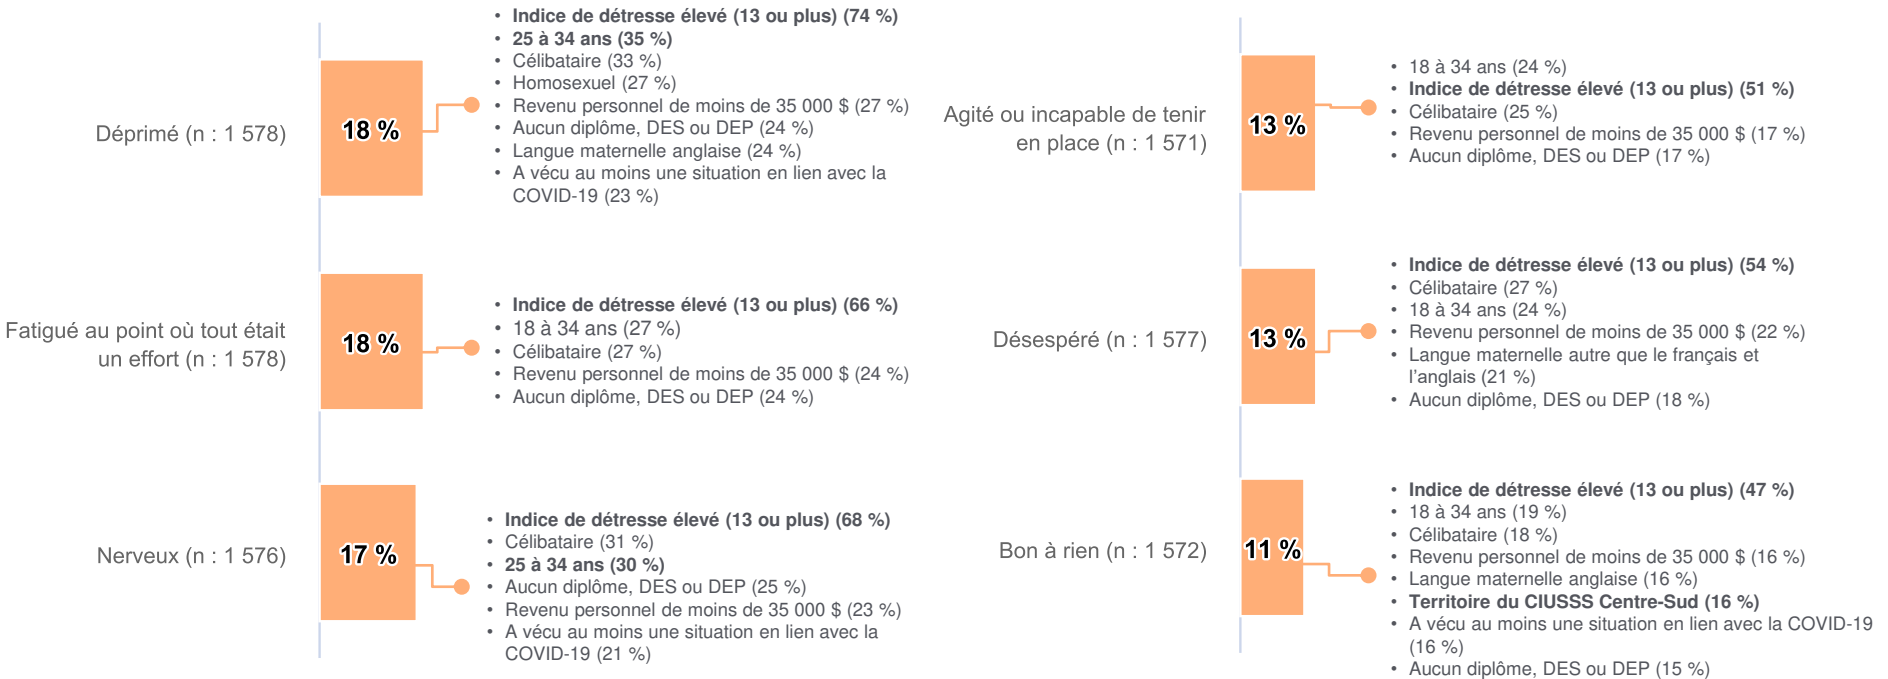 Déprimé (n : 1 578)
18 %
• Indice de détresse élevé (13 ou plus) (74 %)
• 25 à 34 ans (35 %)
• Célibataire (33 %)
• Homosexuel (27 %)
• Revenu personnel de moins de 35 000 $ (27 %)
• Aucun diplôme, DES ou DEP (24 %)
• Langue maternelle anglaise (24 %)
• A vécu au moins une situation en lien avec la
COVID-19 (23 %)
Fatigué au point où tout était
un effort (n : 1 578)
18 %
• Indice de détresse élevé (13 ou plus) (66 %)
• 18 à 34 ans (27 %)
• Célibataire (27 %)
• Revenu personnel de moins de 35 000 $ (24 %)
• Aucun diplôme, DES ou DEP (24 %)
Nerveux (n : 1 576)
17 %
• Indice de détresse élevé (13 ou plus) (68 %)
• Célibataire (31 %)
• 25 à 34 ans (30 %)
• Aucun diplôme, DES ou DEP (25 %)
• Revenu personnel de moins de 35 000 $ (23 %)
• A vécu au moins une situation en lien avec la
COVID-19 (21 %)
Agité ou incapable de tenir
en place (n : 1 571)
13 %
• 18 à 34 ans (24 %)
• Indice de détresse élevé (13 ou plus) (51 %)
• Célibataire (25 %)
• Revenu personnel de moins de 35 000 $ (17 %)
• Aucun diplôme, DES ou DEP (17 %)
Désespéré (n : 1 577)
13 %
• Indice de détresse élevé (13 ou plus) (54 %)
• Célibataire (27 %)
• 18 à 34 ans (24 %)
• Revenu personnel de moins de 35 000 $ (22 %)
• Langue maternelle autre que le français et
l'anglais (21 %)
• Aucun diplôme, DES ou DEP (18 %)
Bon à rien (n : 1 572)
11 %
• Indice de détresse élevé (13 ou plus) (47 %)
• 18 à 34 ans (19 %)
• Célibataire (18 %)
• Revenu personnel de moins de 35 000 $ (16 %)
• Langue maternelle anglaise (16 %)
• Territoire du CIUSSS Centre-Sud (16 %)
• A vécu au moins une situation en lien avec la COVID-19
(16 %)
• Aucun diplôme, DES ou DEP (15 %)